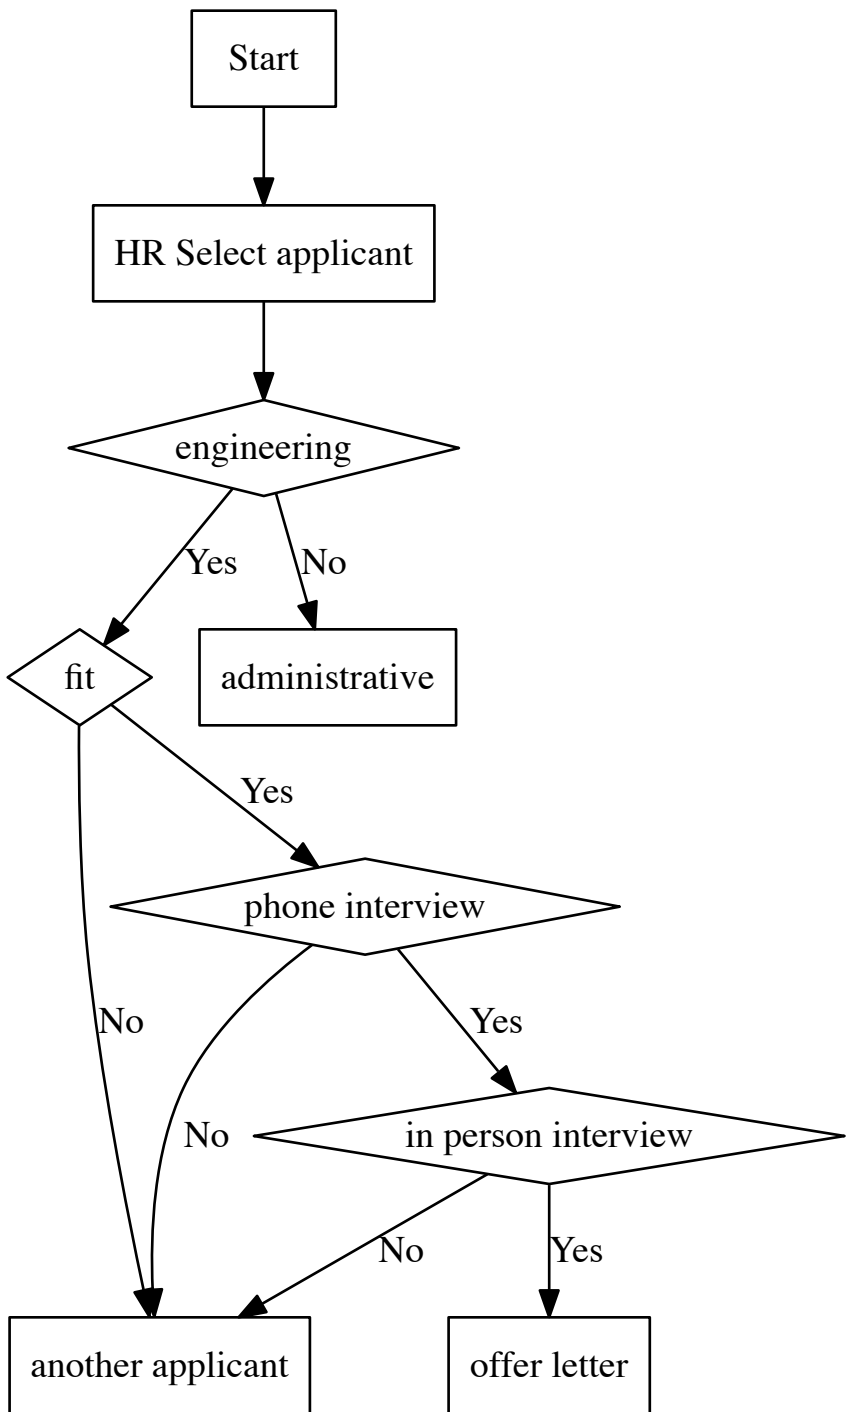 Start
HR Select applicant
engineering
Yes
No
fit
administrative
Yes
phone interview
No
Yes
No
in person interview
No
Yes
another applicant
offer letter